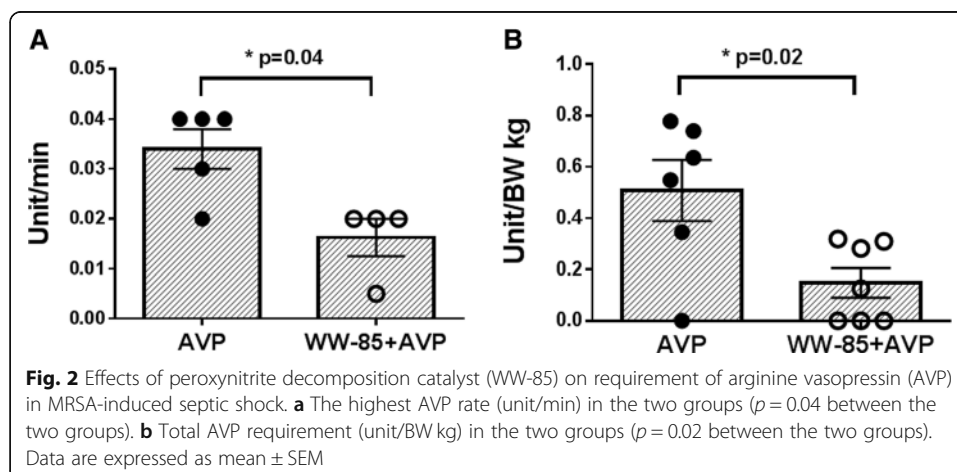 A
* p=0.04
0.05
0.04
0.03
0.02
0.01
0.00
Unit/min
AVP
WW-85+AVP
B
* p=0.02
1.0
0.8
0.6
0.4
0.2
0.0
Unit/BW kg
AVP
WW-85+AVP
Fig. 2 Effects of peroxynitrite decomposition catalyst (WW-85) on requirement of arginine vasopressin (AVP)
in MRSA-induced septic shock. a The highest AVP rate (unit/min) in the two groups (p = 0.04 between the
two groups). b Total AVP requirement (unit/BW kg) in the two groups (p = 0.02 between the two groups).
Data are expressed as mean ± SEM